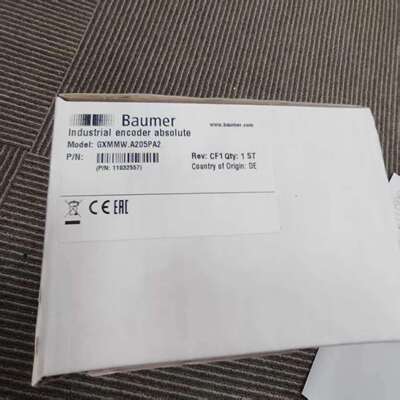 Baumer
www.baumer.com
Industrial encoder absolute
Model: GXMMW.A205PA2
P/N:
Rev: CF1 Qty: 1 ST
(P/N: 11032557)
Country of Origin: DE
CE EAC